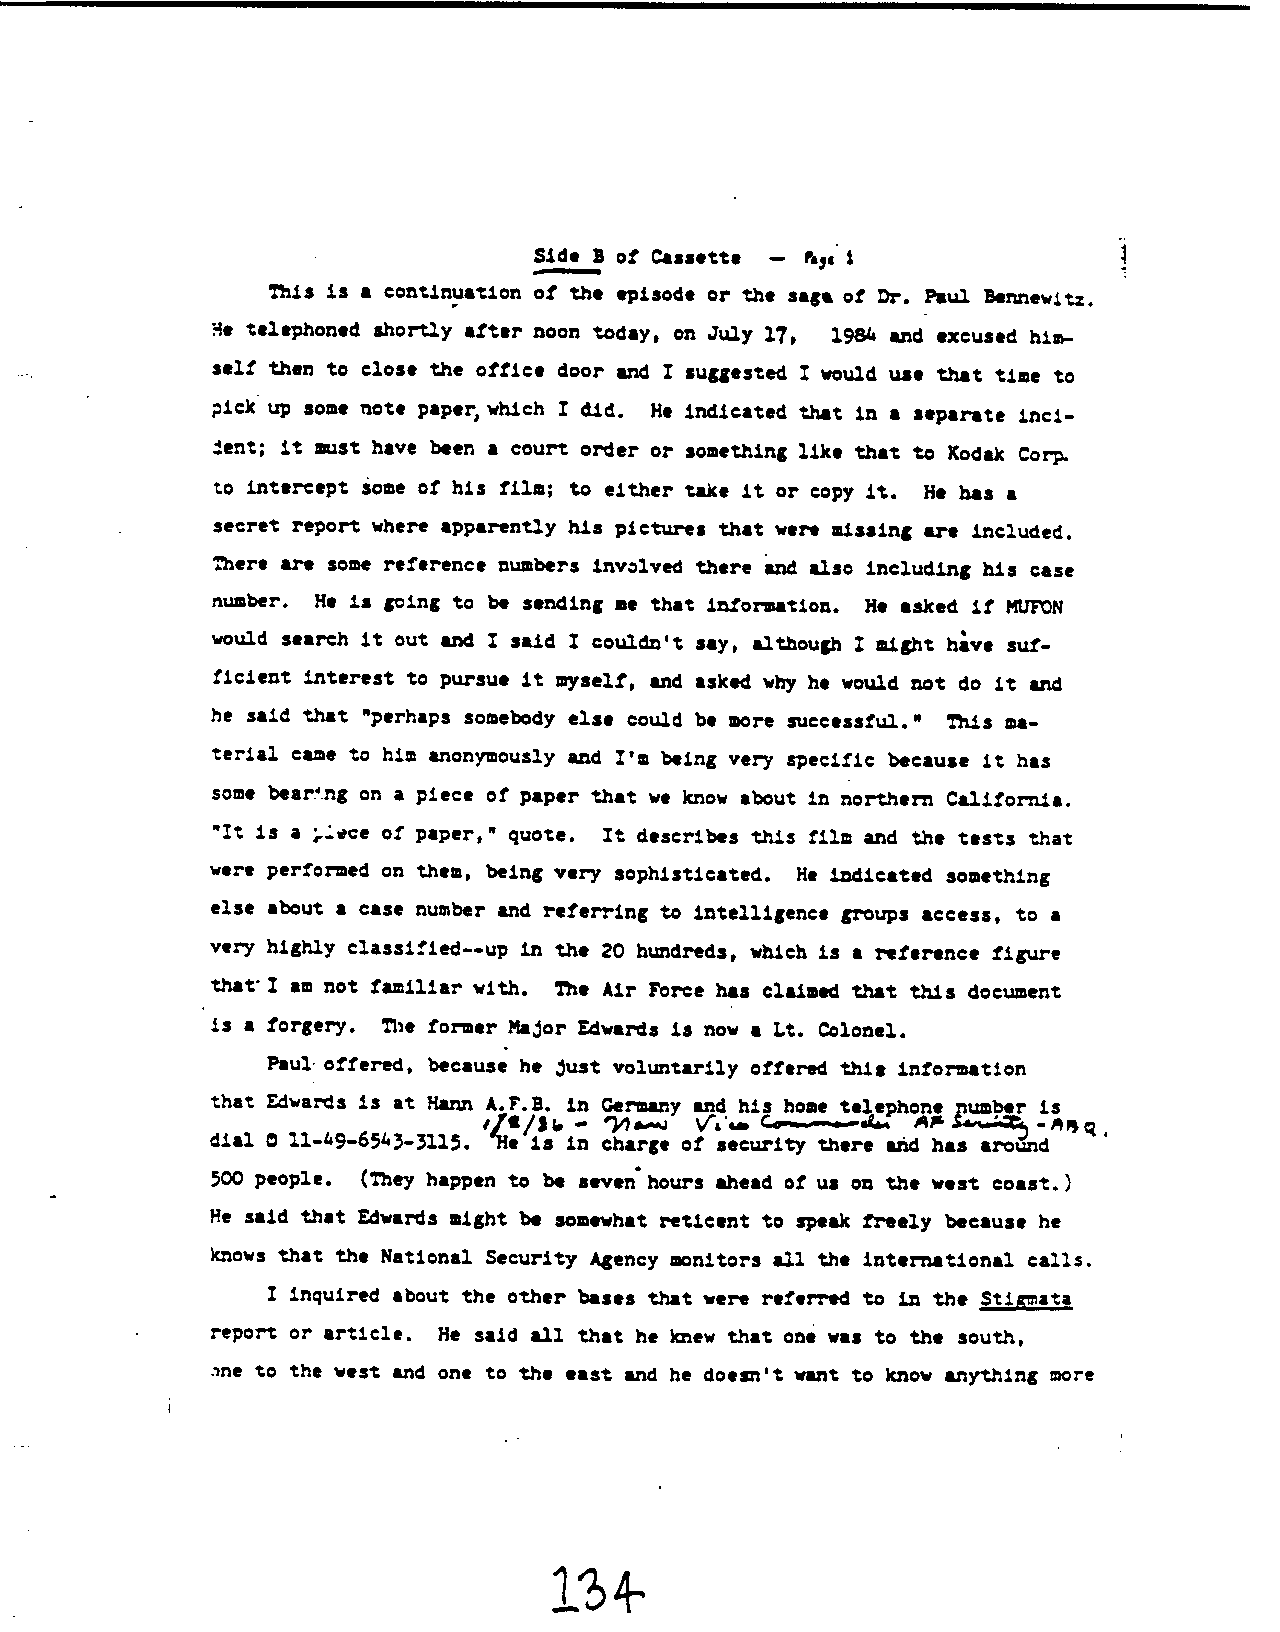 Side B of Cassette — Page 1
This is a continuation of the episode or the saga of Dr. Paul Bennewitz.
He telephoned shortly after noon today, on July 17, 1984 and excused him-
self then to close the office door and I suggested I would use that time to
pick up some note paper, which I did. He indicated that in a separate inci-
dent; it must have been a court order or something like that to Kodak Corp.
to intercept some of his film; to either take it or copy it. He has a
secret report where apparently his pictures that were missing are included.
There are some reference numbers involved there and also including his case
number. He is going to be sending me that information. He asked if MUFON
would search it out and I said I couldn't say, although I might have suf-
ficient interest to pursue it myself, and asked why he would not do it and
he said that "perhaps somebody else could be more successful." This ma-
terial came to him anonymously and I'm being very specific because it has
some bearing on a piece of paper that we know about in northern California.
"It is a piece of paper," quote. It describes this film and the tests that
were performed on them, being very sophisticated. He indicated something
else about a case number and referring to intelligence groups access, to a
very highly classified--up in the 20 hundreds, which is a reference figure
that I am not familiar with. The Air Force has claimed that this document
is a forgery. The former Major Edwards is now a Lt. Colonel.
Paul offered, because he just voluntarily offered this information
that Edwards is at Hann A.F.B. in Germany and his home telephone number is
1/8/86 - Now Vice Commander AF Security - ABQ.
dial @ 11-49-6543-3115. He is in charge of security there and has around
500 people. (They happen to be seven hours ahead of us on the west coast.)
He said that Edwards might be somewhat reticent to speak freely because he
knows that the National Security Agency monitors all the international calls.
I inquired about the other bases that were referred to in the Stigmata
report or article. He said all that he knew that one was to the south,
one to the west and one to the east and he doesn't want to know anything more
134